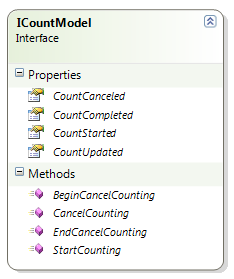 ICountModel
Interface
Properties
CountCanceled
CountCompleted
CountStarted
CountUpdated
Methods
BeginCancelCounting
CancelCounting
EndCancelCounting
StartCounting